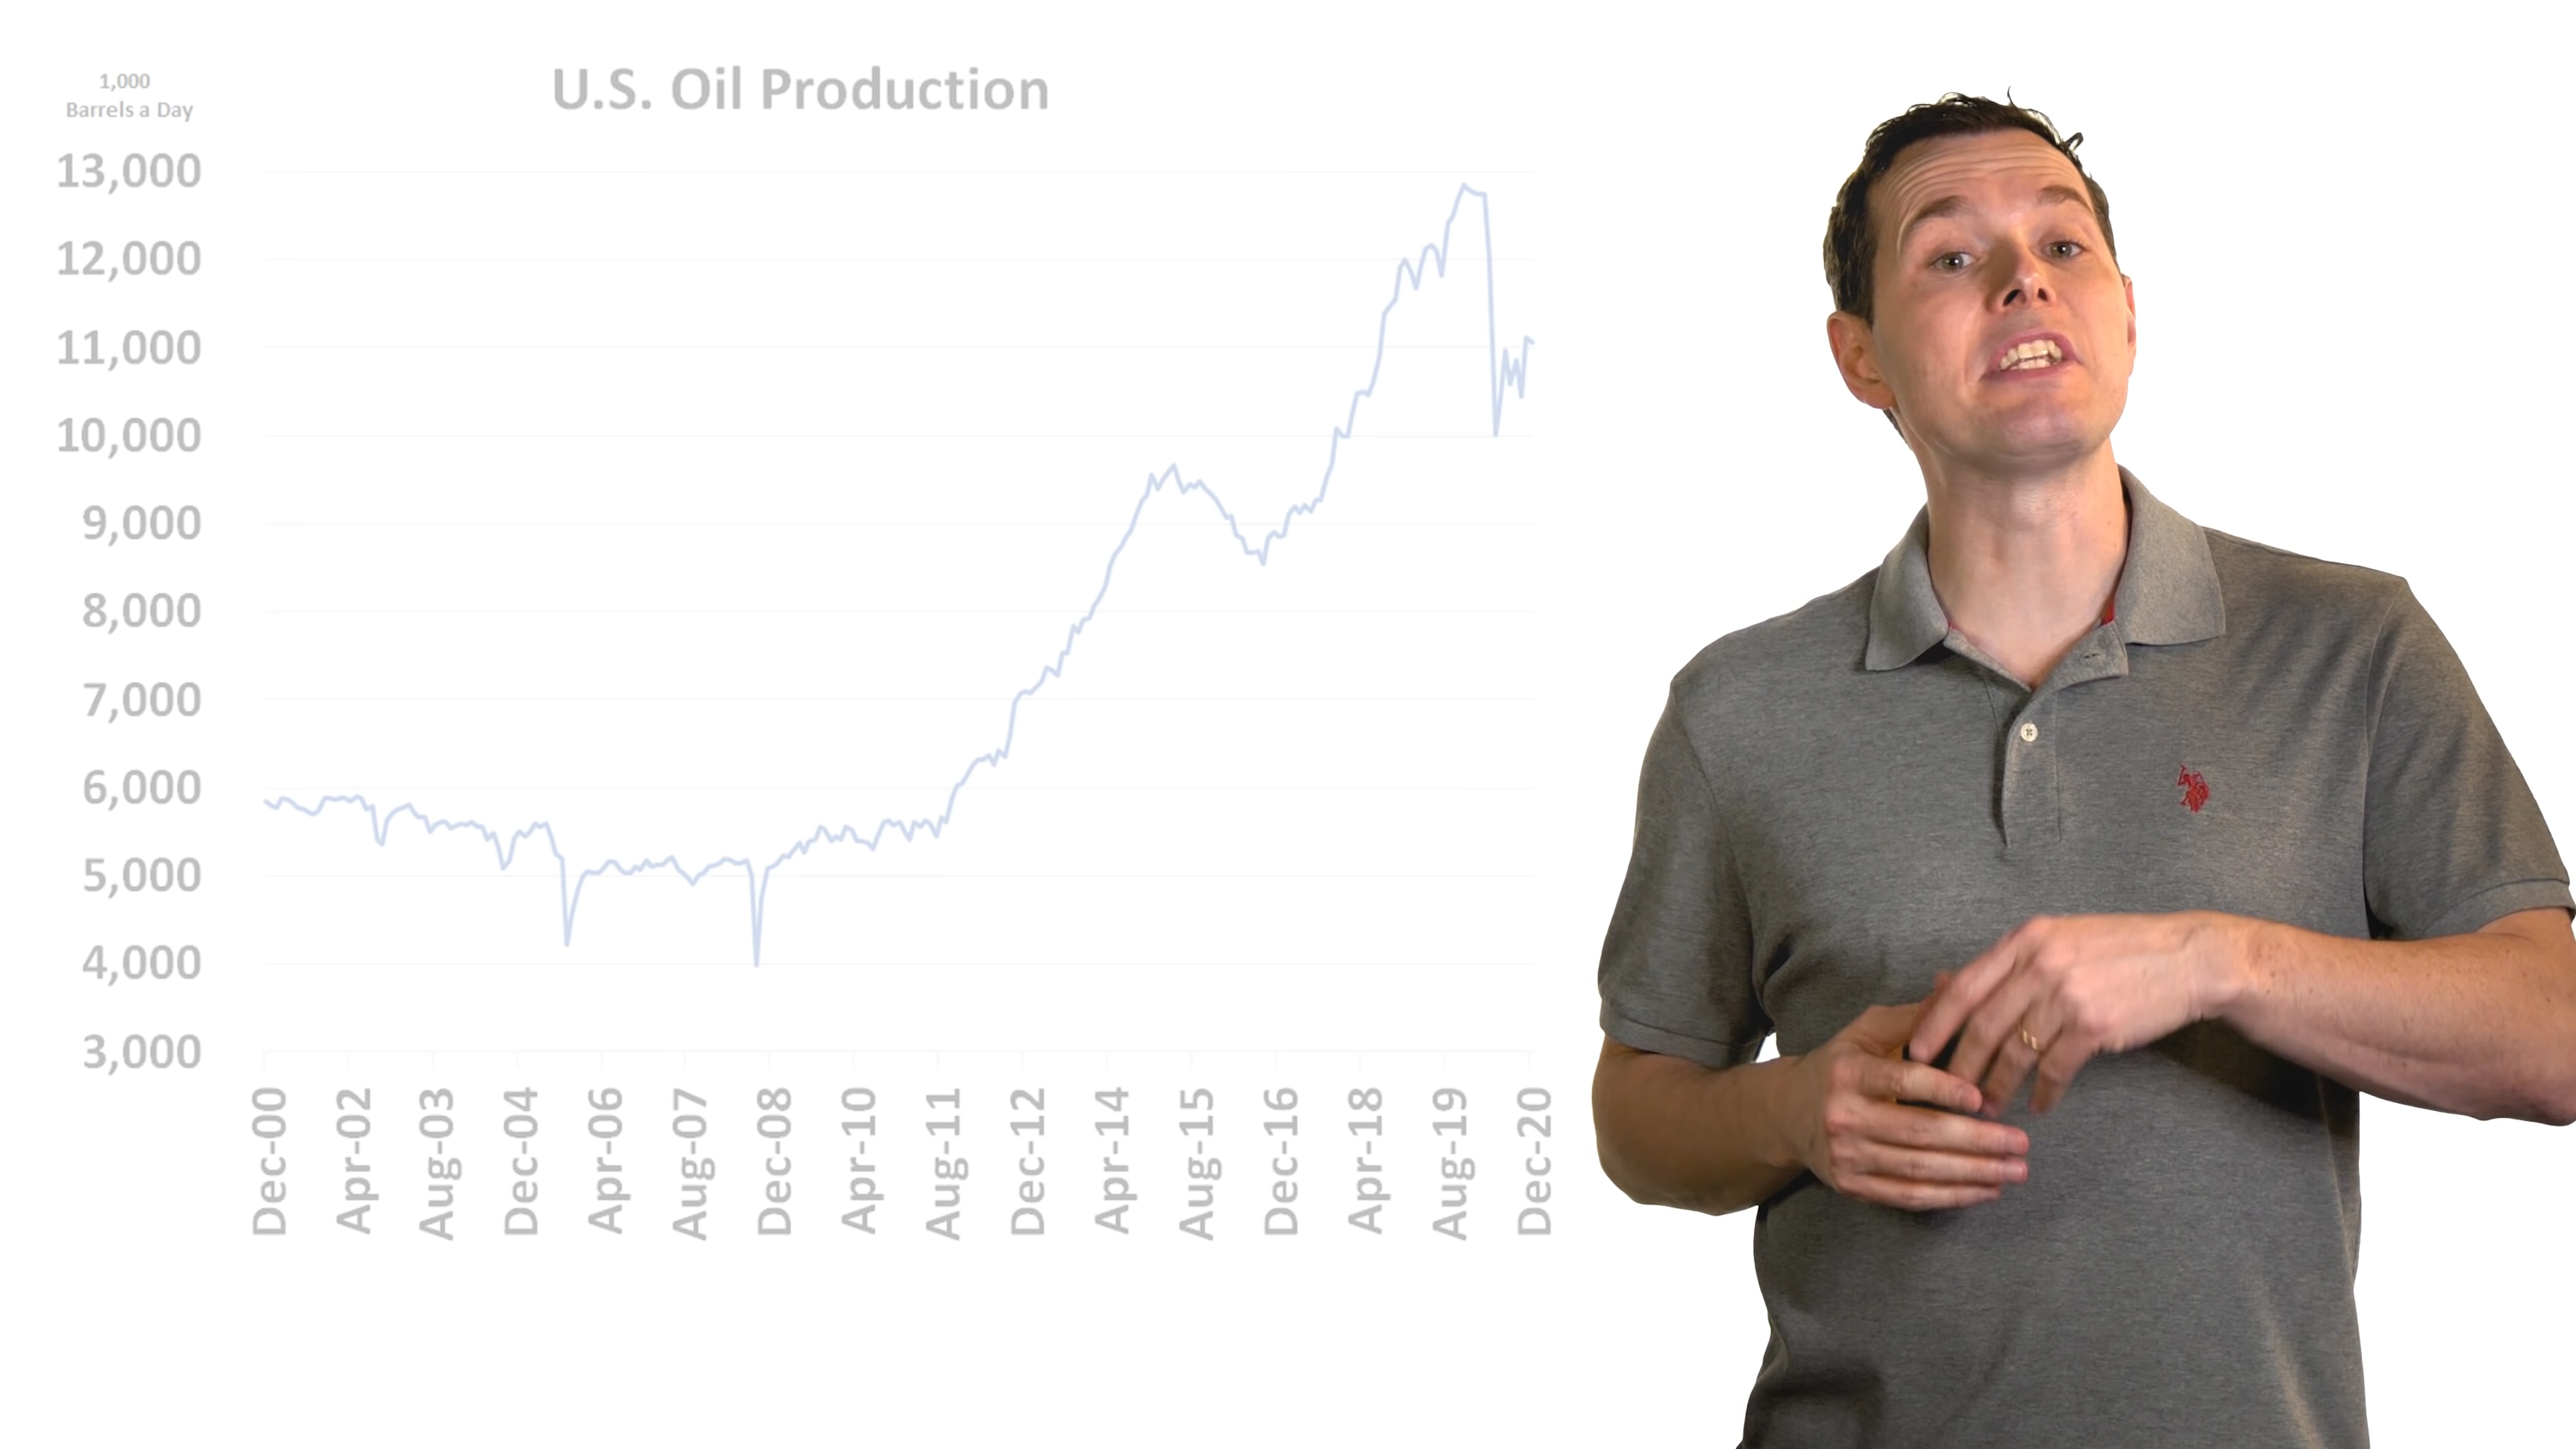 1,000
Barrels a Day
U.S. Oil Production
13,000
12,000
11,000
10,000
9,000
8,000
7,000
6,000
5,000
4,000
3,000
Dec-00
Apr-02
Aug-03
Dec-04
Apr-06
Aug-07
Dec-08
Apr-10
Aug-11
Dec-12
Apr-14
Aug-15
Dec-16
Apr-18
Aug-19
Dec-20